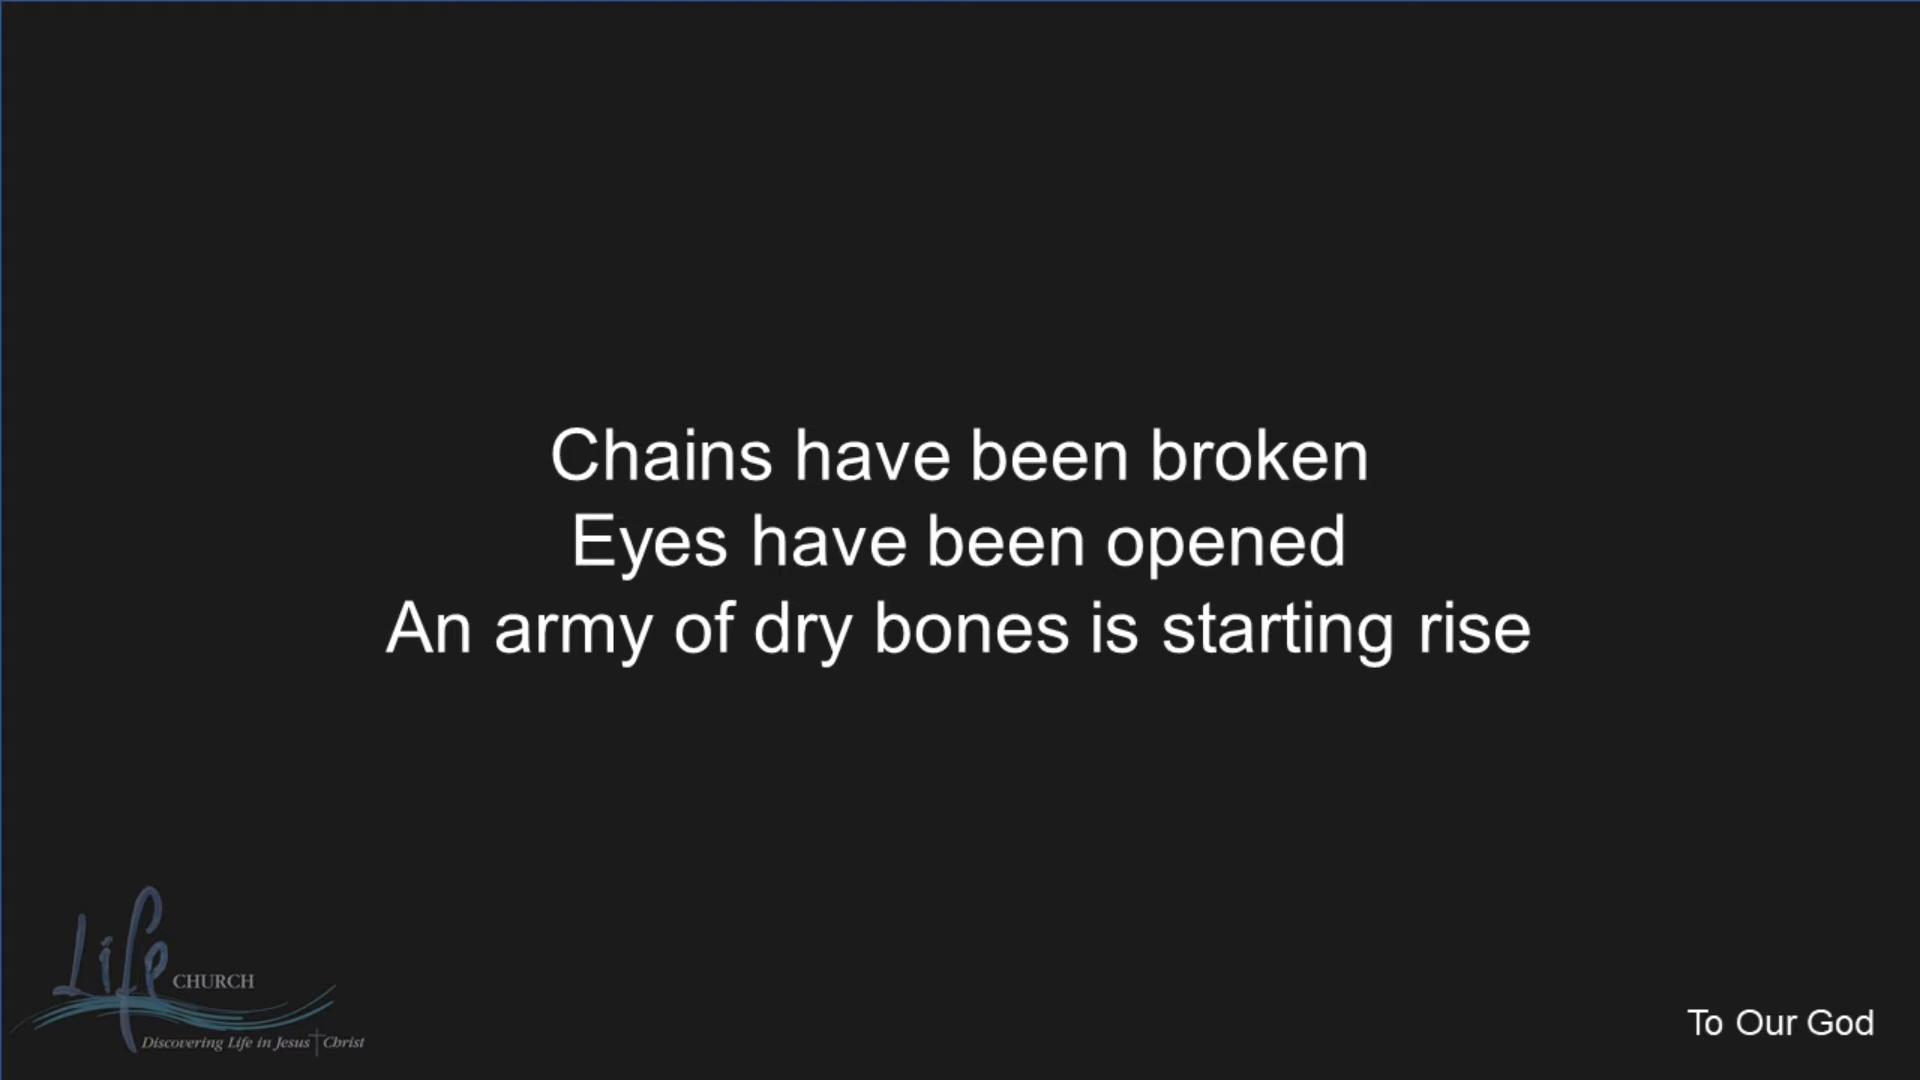 Chains have been broken
Eyes have been opened
An army of dry bones is starting rise
Life CHURCH
Discovering Life in Jesus Christ
To Our God